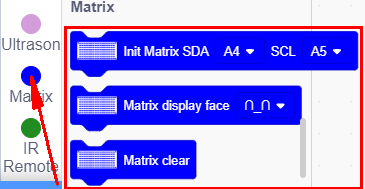 Matrix
Ultrason
Matrix
IR
Remote
Init Matrix SDA A4 SCL A5
Matrix display face ∩_∩
Matrix clear